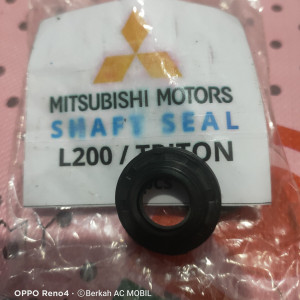 MITSUBISHI MOTORS
SHAFT SEAL
L200 / TRITON
OPPO Reno4 • ©Berkah AC MOBIL